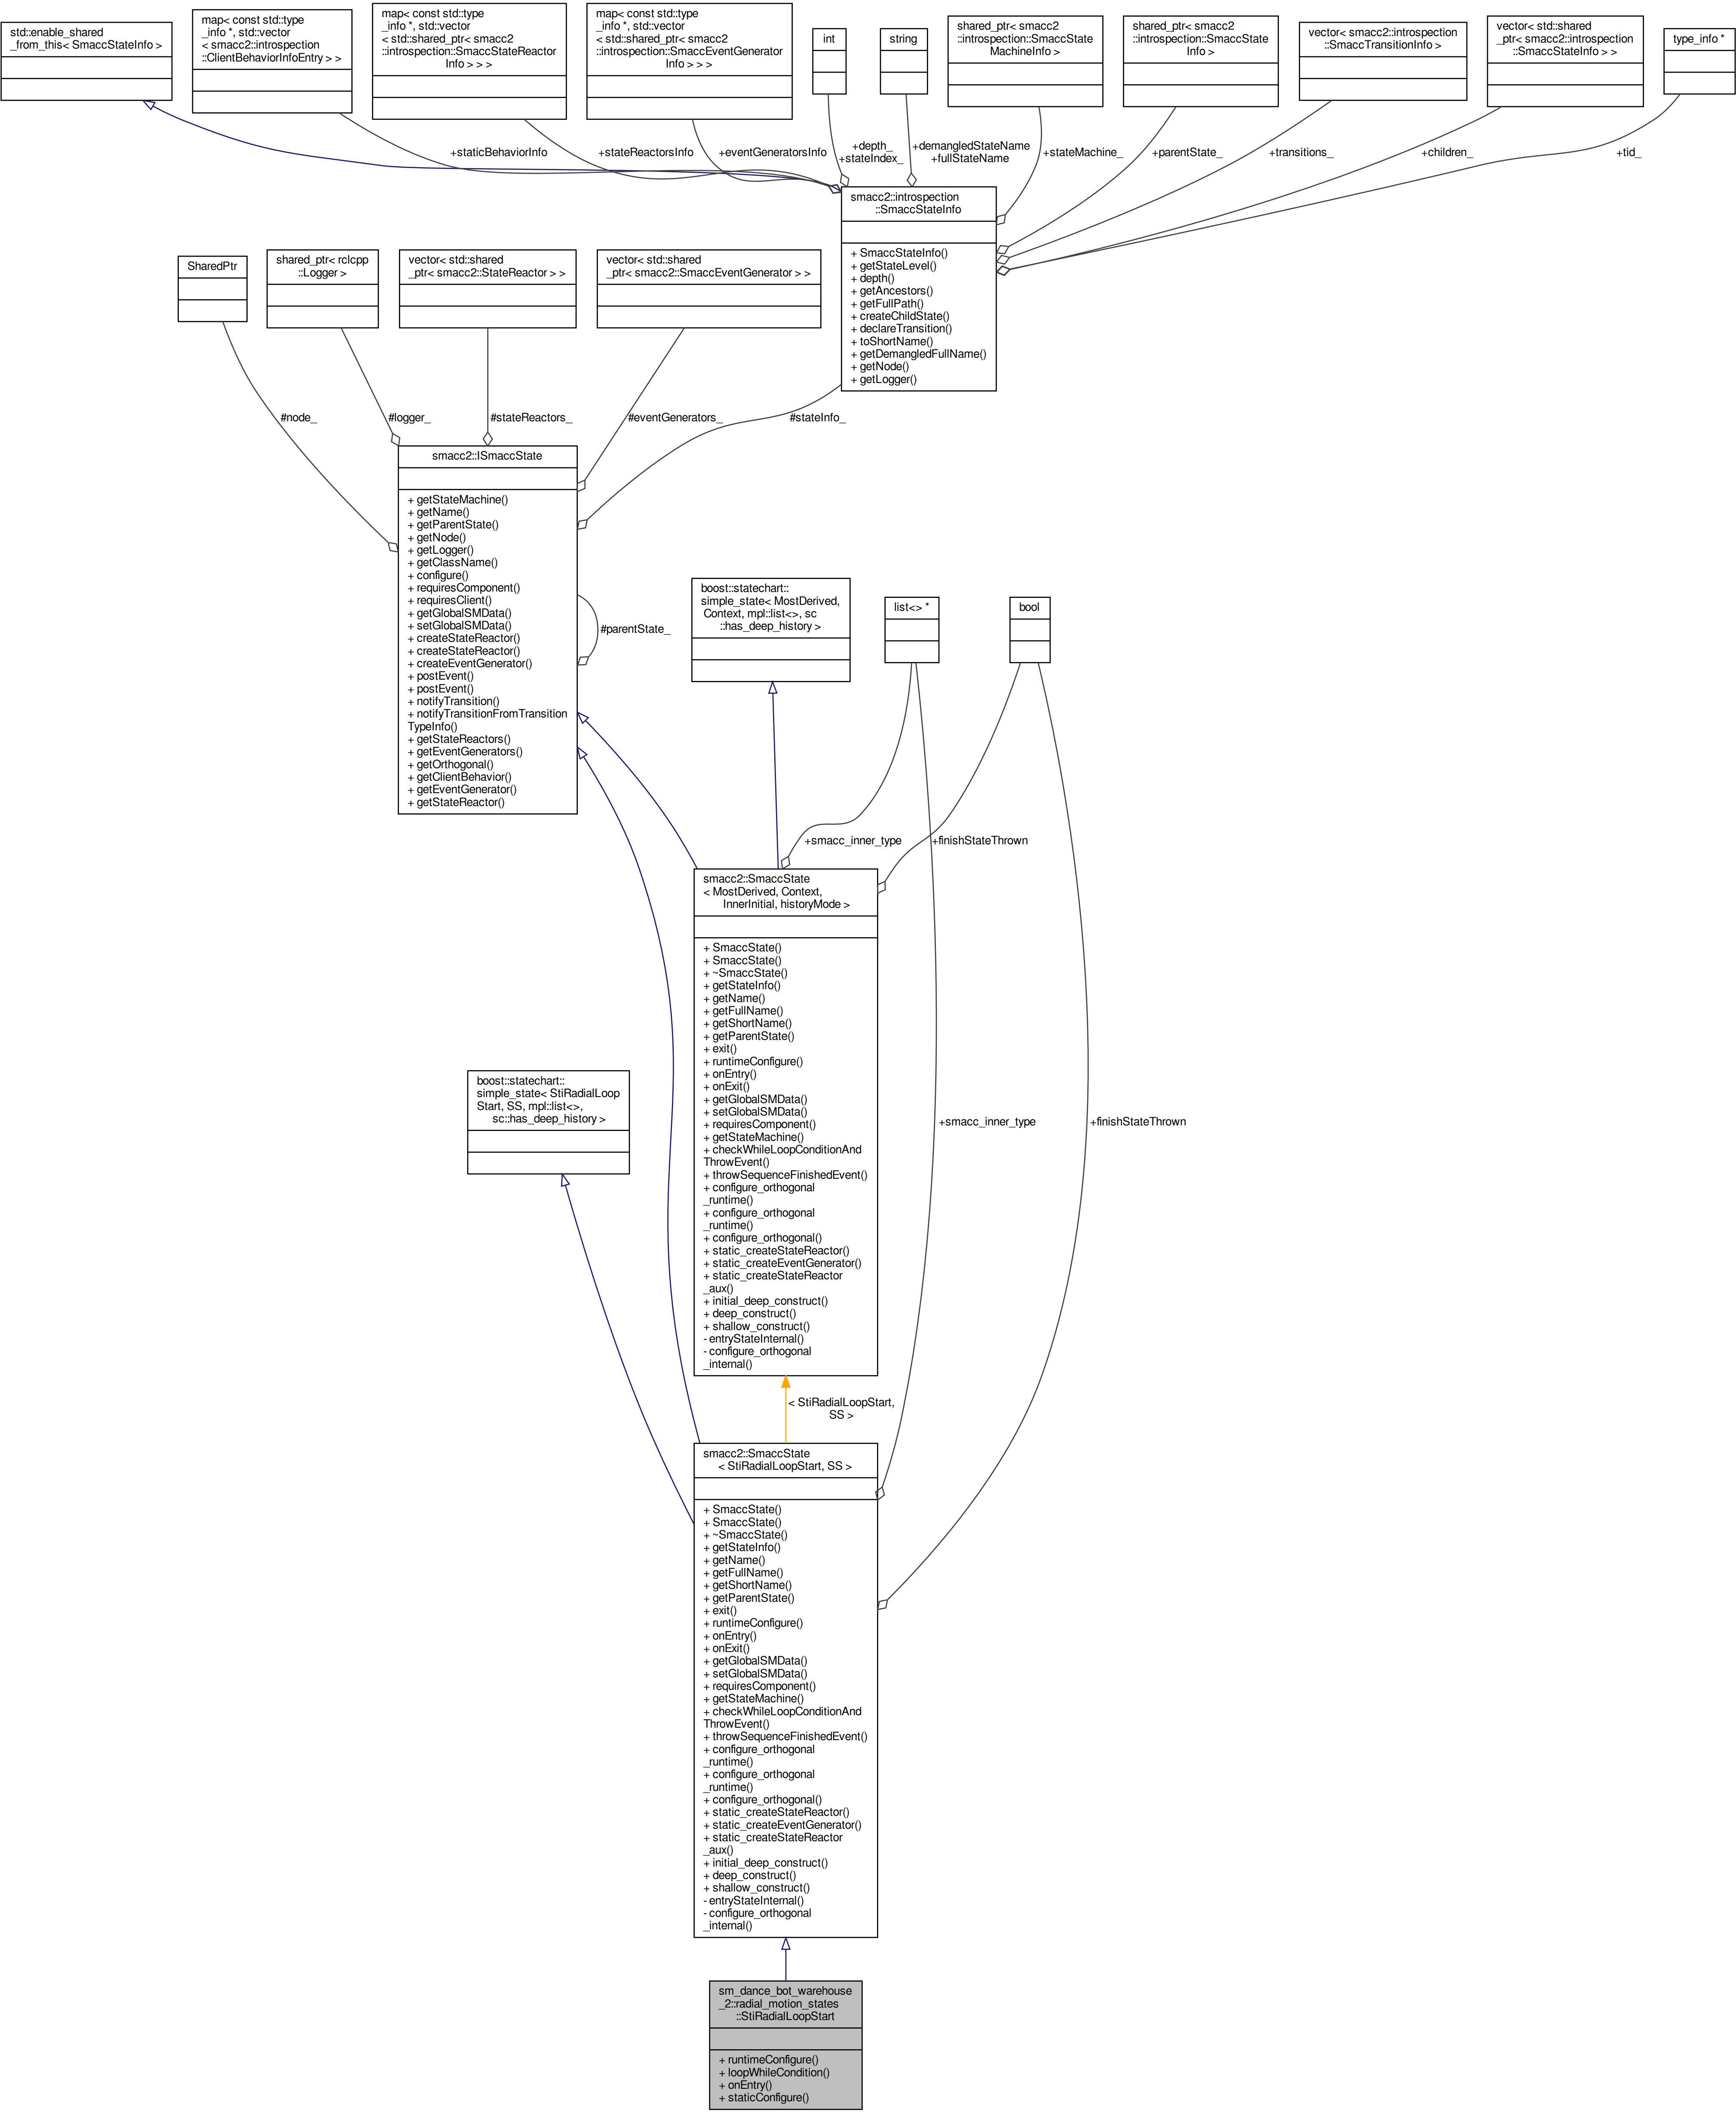 std::enable_shared
_from_this< SmaccStateInfo >
map< const std::type
_info *, std::vector
< smacc2::introspection
::ClientBehaviorInfoEntry > >
map< const std::type
_info *, std::vector
< std::shared_ptr< smacc2
::introspection::SmaccStateReactor
Info > > >
map< const std::type
_info *, std::vector
< std::shared_ptr< smacc2
::introspection::SmaccEventGenerator
Info > > >
int
string
shared_ptr< smacc2
::introspection::SmaccState
MachineInfo >
shared_ptr< smacc2
::introspection::SmaccState
Info >
vector< smacc2::introspection
::SmaccTransitionInfo >
vector< std::shared
_ptr< smacc2::introspection
::SmaccStateInfo > >
type_info *
+staticBehaviorInfo
+stateReactorsInfo
+eventGeneratorsInfo
+depth_
+stateIndex_
+demangledStateName
+fullStateName
+stateMachine_
+parentState_
+transitions_
+children_
+tid_
smacc2::introspection
::SmaccStateInfo
+ SmaccStateInfo()
+ getStateLevel()
+ depth()
+ getAncestors()
+ getFullPath()
+ createChildState()
+ declareTransition()
+ toShortName()
+ getDemangledFullName()
+ getNode()
+ getLogger()
SharedPtr
shared_ptr< rclcpp
::Logger >
vector< std::shared
_ptr< smacc2::StateReactor > >
vector< std::shared
_ptr< smacc2::SmaccEventGenerator > >
#node_
#logger_
#stateReactors_
#eventGenerators_
#stateInfo_
smacc2::ISmaccState
+ getStateMachine()
+ getName()
+ getParentState()
+ getNode()
+ getLogger()
+ getClassName()
+ configure()
+ requiresComponent()
+ requiresClient()
+ getGlobalSMData()
+ setGlobalSMData()
+ createStateReactor()
+ createStateReactor()
+ createEventGenerator()
+ postEvent()
+ postEvent()
+ notifyTransition()
+ notifyTransitionFromTransition
TypeInfo()
+ getStateReactors()
+ getEventGenerators()
+ getOrthogonal()
+ getClientBehavior()
+ getEventGenerator()
+ getStateReactor()
#parentState_
boost::statechart::
simple_state< MostDerived,
Context, mpl::list<>, sc
::has_deep_history >
list<> *
bool
+smacc_inner_type
+finishStateThrown
smacc2::SmaccState
< MostDerived, Context,
InnerInitial, historyMode >
+ SmaccState()
+ SmaccState()
+ ~SmaccState()
+ getStateInfo()
+ getName()
+ getFullName()
+ getShortName()
+ getParentState()
+ exit()
+ runtimeConfigure()
+ onEntry()
+ onExit()
+ getGlobalSMData()
+ setGlobalSMData()
+ requiresComponent()
+ getStateMachine()
+ checkWhileLoopConditionAnd
ThrowEvent()
+ throwSequenceFinishedEvent()
+ configure_orthogonal
_runtime()
+ configure_orthogonal
_runtime()
+ configure_orthogonal()
+ static_createStateReactor()
+ static_createEventGenerator()
+ static_createStateReactor
_aux()
+ initial_deep_construct()
+ deep_construct()
+ shallow_construct()
- entryStateInternal()
- configure_orthogonal
_internal()
boost::statechart::
simple_state< StiRadialLoop
Start, SS, mpl::list<>,
sc::has_deep_history >
+smacc_inner_type
+finishStateThrown
< StiRadialLoopStart,
SS >
smacc2::SmaccState
< StiRadialLoopStart, SS >
+ SmaccState()
+ SmaccState()
+ ~SmaccState()
+ getStateInfo()
+ getName()
+ getFullName()
+ getShortName()
+ getParentState()
+ exit()
+ runtimeConfigure()
+ onEntry()
+ onExit()
+ getGlobalSMData()
+ setGlobalSMData()
+ requiresComponent()
+ getStateMachine()
+ checkWhileLoopConditionAnd
ThrowEvent()
+ throwSequenceFinishedEvent()
+ configure_orthogonal
_runtime()
+ configure_orthogonal
_runtime()
+ configure_orthogonal()
+ static_createStateReactor()
+ static_createEventGenerator()
+ static_createStateReactor
_aux()
+ initial_deep_construct()
+ deep_construct()
+ shallow_construct()
- entryStateInternal()
- configure_orthogonal
_internal()
sm_dance_bot_warehouse
_2::radial_motion_states
::StiRadialLoopStart
+ runtimeConfigure()
+ loopWhileCondition()
+ onEntry()
+ staticConfigure()